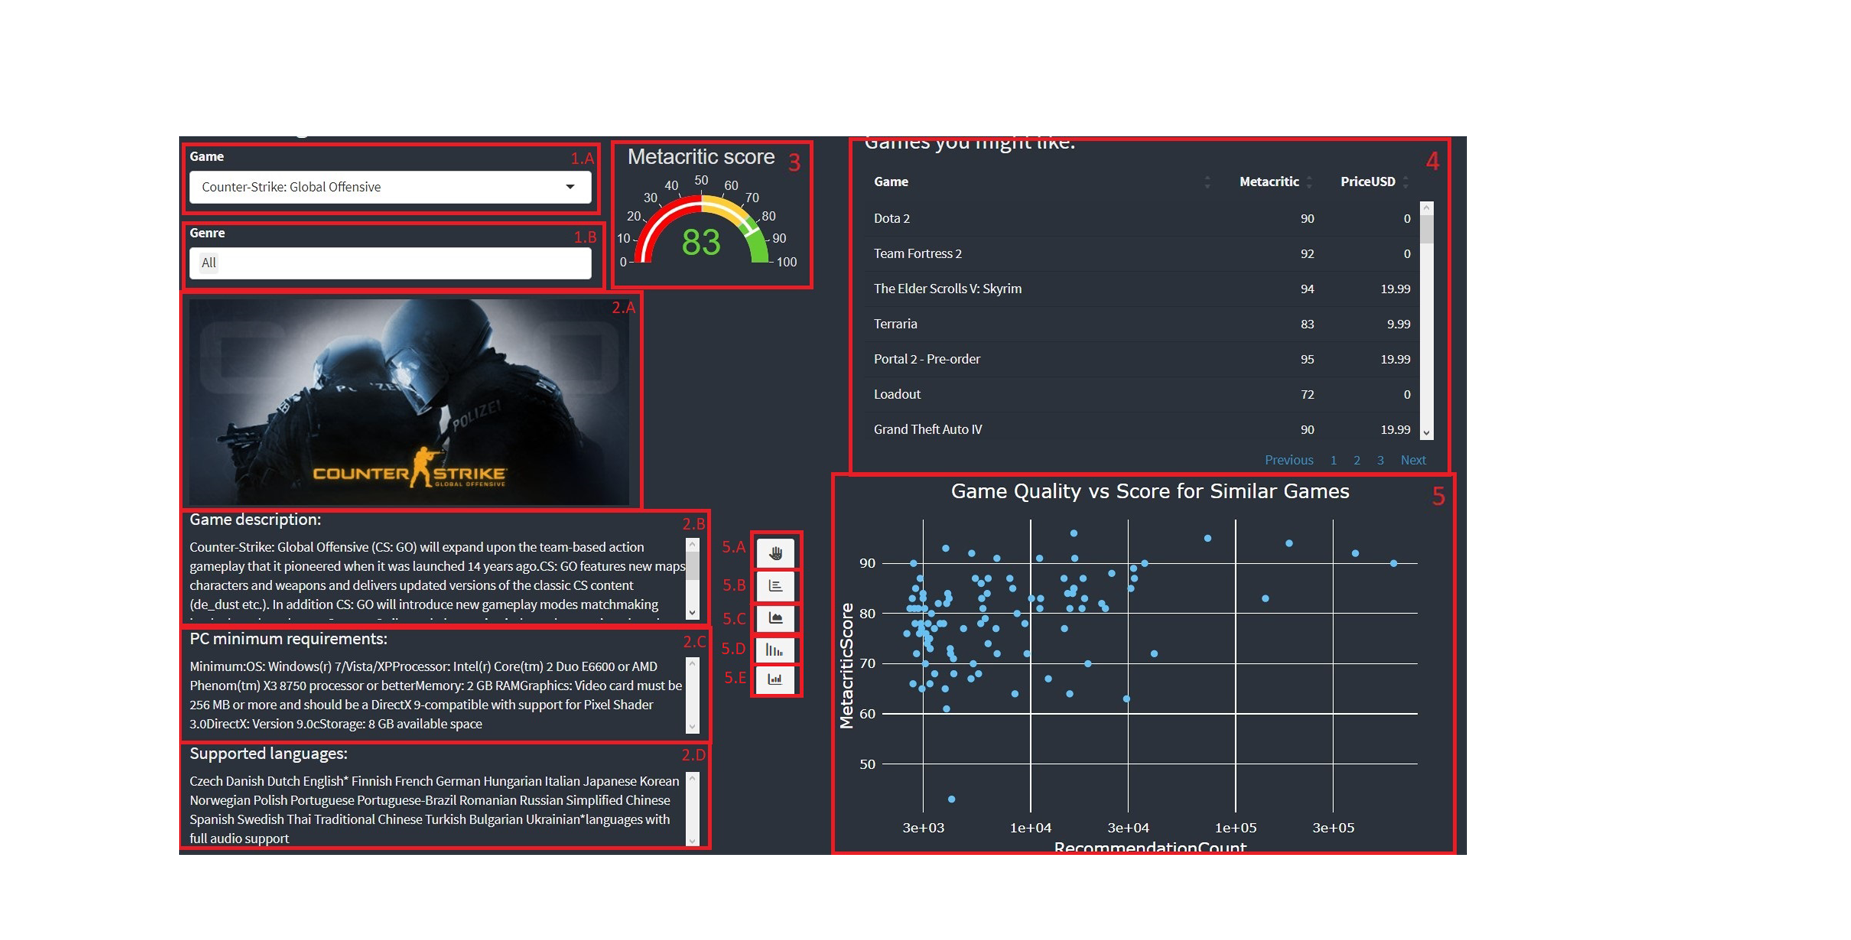 Game
1.A
Counter-Strike: Global Offensive
Genre
1.B
All
2.A
POLIZEI
COUNTER STRIKE
GLOBAL OFFENSIVE
Game description:
2.B
Counter-Strike: Global Offensive (CS: GO) will expand upon the team-based action
gameplay that it pioneered when it was launched 14 years ago.CS: GO features new maps
characters and weapons and delivers updated versions of the classic CS content
(de_dust etc.). In addition CS: GO will introduce new gameplay modes matchmaking
PC minimum requirements:
2.C
Minimum:OS: Windows(r) 7/Vista/XPProcessor: Intel(r) Core(tm) 2 Duo E6600 or AMD
Phenom(tm) X3 8750 processor or betterMemory: 2 GB RAMGraphics: Video card must be
256 MB or more and should be a DirectX 9-compatible with support for Pixel Shader
3.0DirectX: Version 9.0cStorage: 8 GB available space
Supported languages:
2.D
Czech Danish Dutch English* Finnish French German Hungarian Italian Japanese Korean
Norwegian Polish Portuguese Portuguese-Brazil Romanian Russian Simplified Chinese
Spanish Swedish Thai Traditional Chinese Turkish Bulgarian Ukrainian*languages with
full audio support
Metacritic score
3
0
10
20
30
40
50
60
70
80
90
100
83
5.A
5.B
5.C
5.D
5.E
Games you might like:
4
Game Metacritic PriceUSD
Dota 2 90 0
Team Fortress 2 92 0
The Elder Scrolls V: Skyrim 94 19.99
Terraria 83 9.99
Portal 2 - Pre-order 95 19.99
Loadout 72 0
Grand Theft Auto IV 90 19.99
Previous 1 2 3 Next
Game Quality vs Score for Similar Games
5
MetacriticScore
90
80
70
60
50
3e+03 1e+04 3e+04 1e+05 3e+05
RecommendationCount